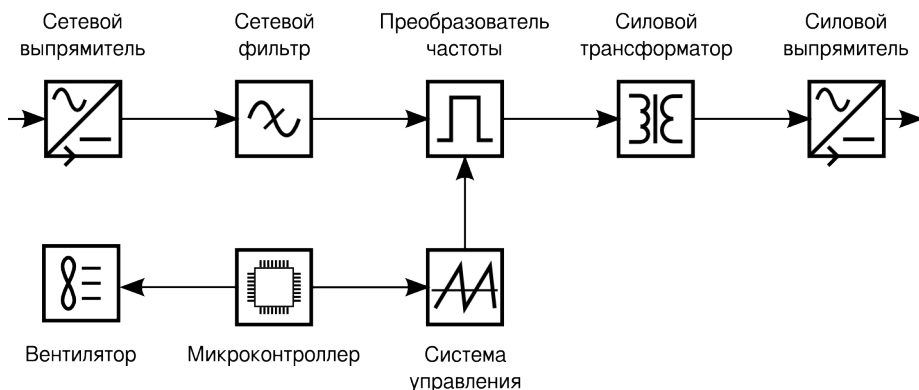 Сетевой
выпрямитель
Сетевой
фильтр
Преобразователь
частоты
Силовой
трансформатор
Силовой
выпрямитель
Вентилятор
Микроконтроллер
Система
управления